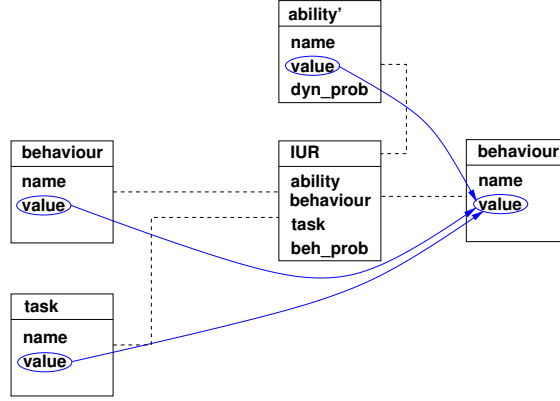 ability'
name
value
dyn_prob
behaviour
name
value
IUR
ability
behaviour
task
beh_prob
behaviour
name
value
task
name
value